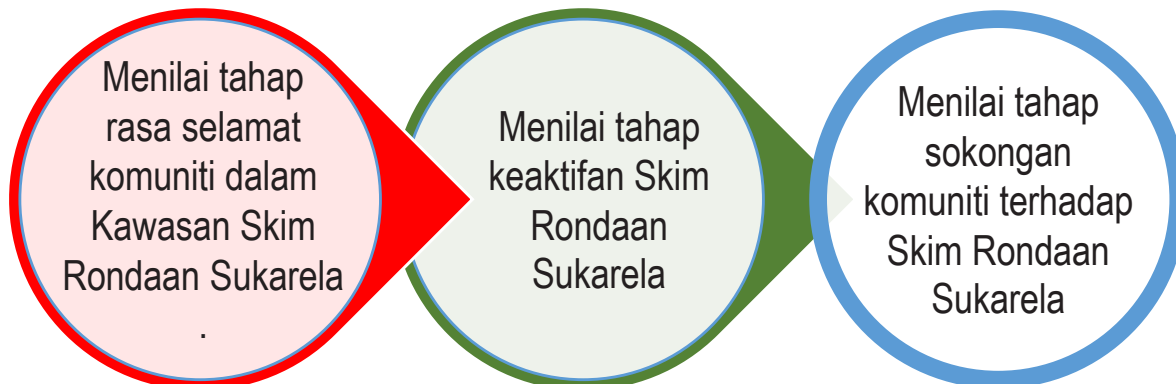 Menilai tahap
rasa selamat
komuniti dalam
Kawasan Skim
Rondaan Sukarela
.
Menilai tahap
keaktifan Skim
Rondaan
Sukarela
Menilai tahap
sokongan
komuniti terhadap
Skim Rondaan
Sukarela